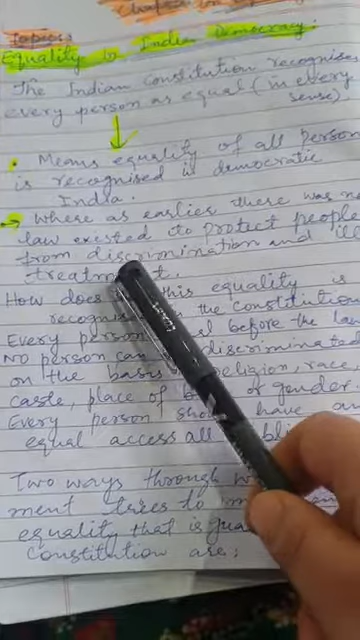 Topics
Equality in Indian Democracy:
The Indian constitution recognises
every person as equal (in every
sense)
Means equality of all person
is recognised in democratic
India.
Where as earlier there was no
law existed to protect people
from discrimination and ill
treatment.
How does this equality is
the constitution
Every person before the law
No person can discriminated
on the basis religion, race,
caste, place of or gender
Every person have
equal access all
Two ways through
ment tries to
equality that is
constitution are: